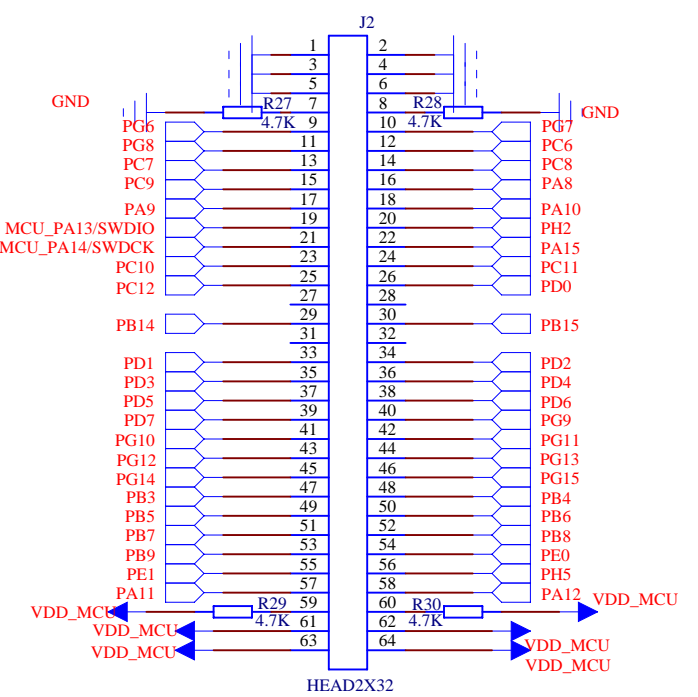 J2
1 2
3 4
5 6
GND R27 7 8 R28 GND
4.7K 4.7K
PG6 9 10 PG7
PG8 11 12 PC6
PC7 13 14 PC8
PC9 15 16 PA8
PA9 17 18 PA10
MCU_PA13/SWDIO 19 20 PH2
MCU_PA14/SWDCK 21 22 PA15
PC10 23 24 PC11
PC12 25 26 PD0
27 28
PB14 29 30 PB15
31 32
PD1 33 34 PD2
PD3 35 36 PD4
PD5 37 38 PD6
PD7 39 40 PG9
PG10 41 42 PG11
PG12 43 44 PG13
PG14 45 46 PG15
PB3 47 48 PB4
PB5 49 50 PB6
PB7 51 52 PB8
PB9 53 54 PE0
PE1 55 56 PH5
PA11 57 58 PA12
VDD_MCU R29 59 60 R30 VDD_MCU
4.7K 4.7K
VDD_MCU 61 62 VDD_MCU
VDD_MCU 63 64 VDD_MCU
HEAD2X32